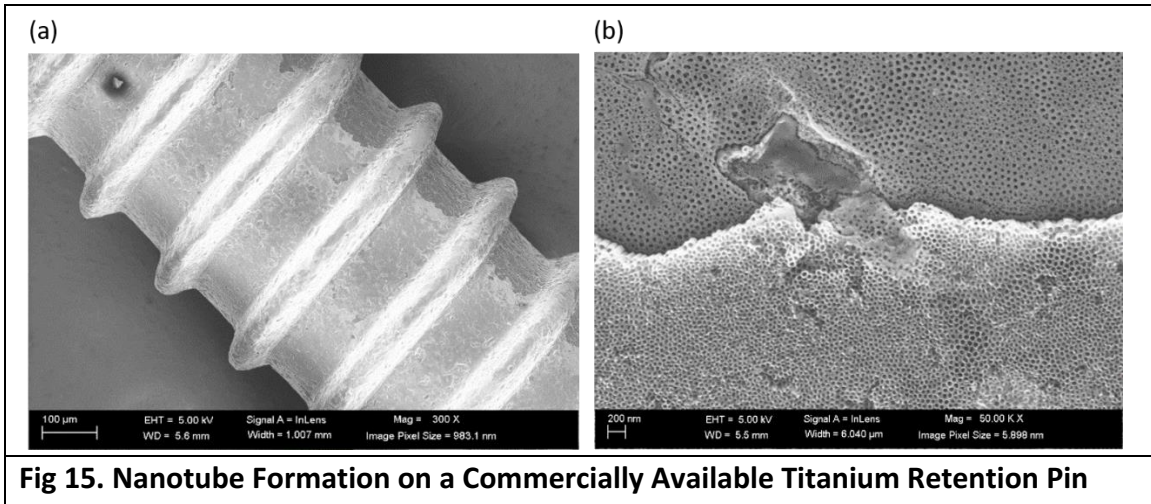 (a)
(b)
100 µm
EHT = 5.00 kV
WD = 5.6 mm
Signal A = InLens
Width = 1.007 mm
Mag = 300 X
Image Pixel Size = 983.1 nm
200 nm
EHT = 5.00 kV
WD = 5.5 mm
Signal A = InLens
Width = 6.040 µm
Mag = 50.00 K X
Image Pixel Size = 5.898 nm
Fig 15. Nanotube Formation on a Commercially Available Titanium Retention Pin